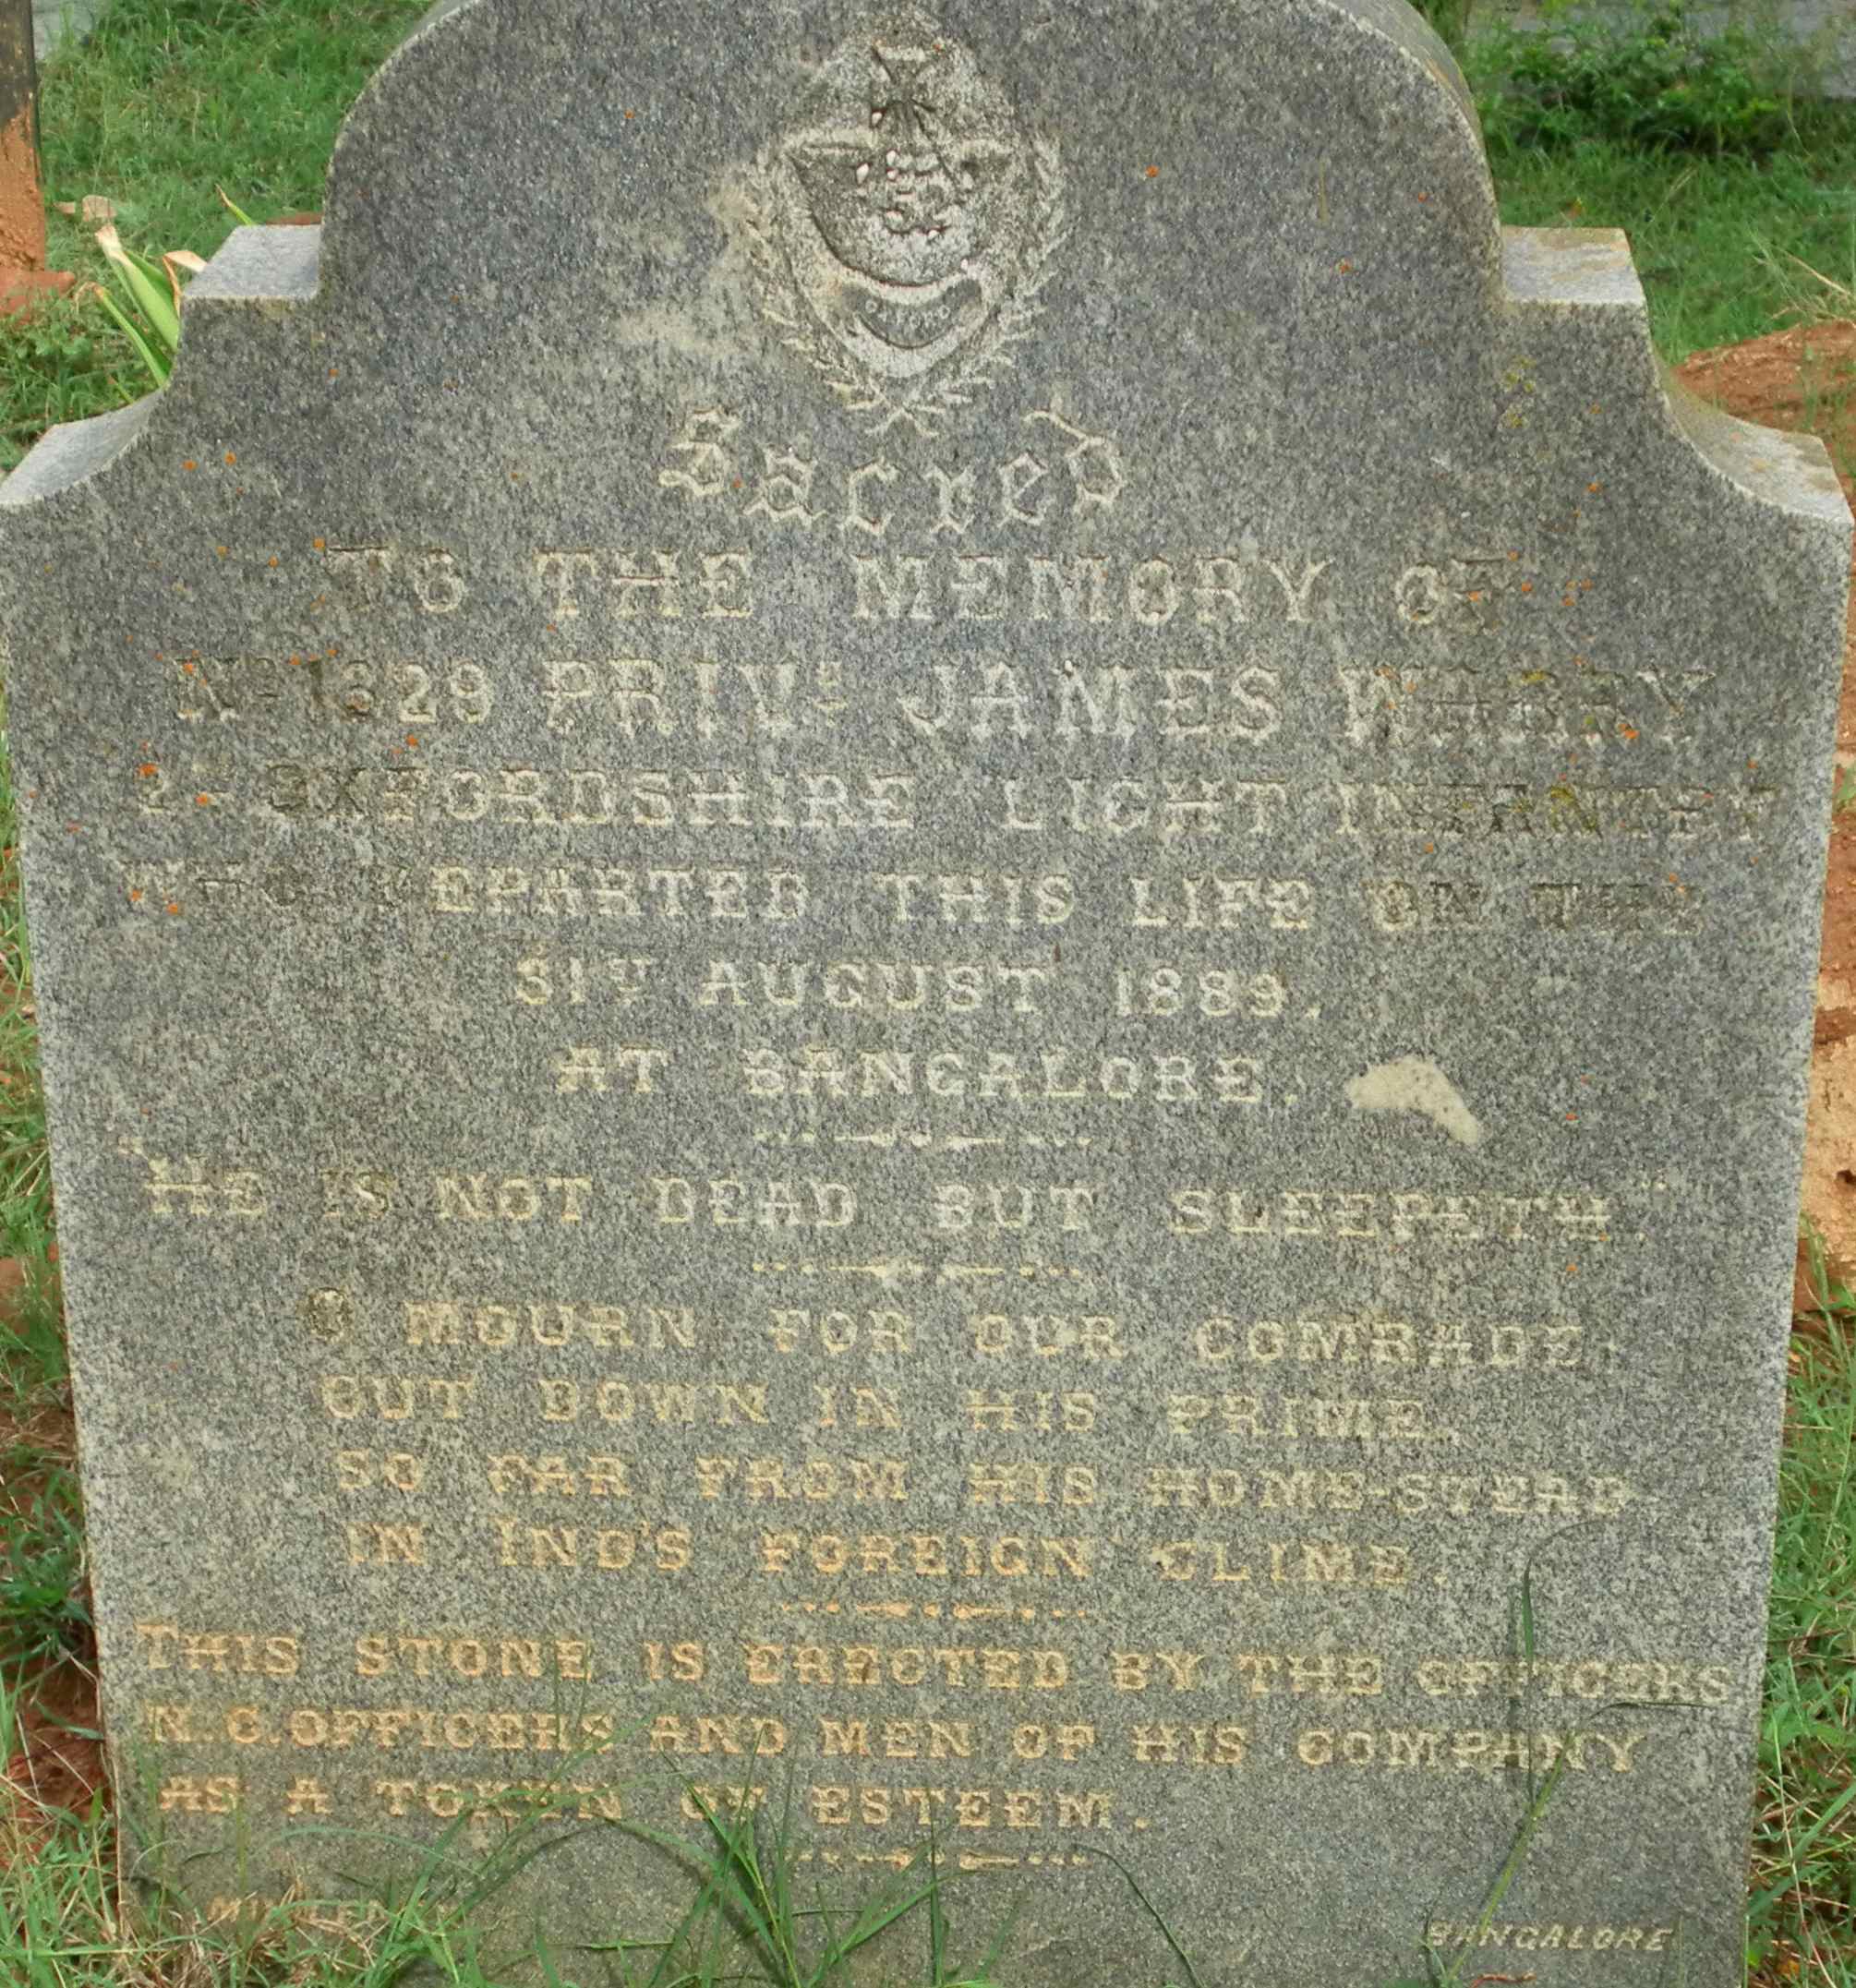 Sacred
TO THE MEMORY OF
No 1629 PRIVE JAMES WARRY
2ND OXFORDSHIRE LIGHT INFANTRY
WHO DEPARTED THIS LIFE ON THE
31ST AUGUST 1889.
AT BANGALORE.
"HE IS NOT DEAD BUT SLEEPETH."
O MOURN FOR OUR COMRADE
CUT DOWN IN HIS PRIME.
SO FAR FROM HIS HOME-STEAD
IN IND'S FOREIGN CLIME.
THIS STONE IS ERECTED BY THE OFFICERS
N.C.OFFICERS AND MEN OF HIS COMPANY
AS A TOKEN OF ESTEEM.
BANGALORE